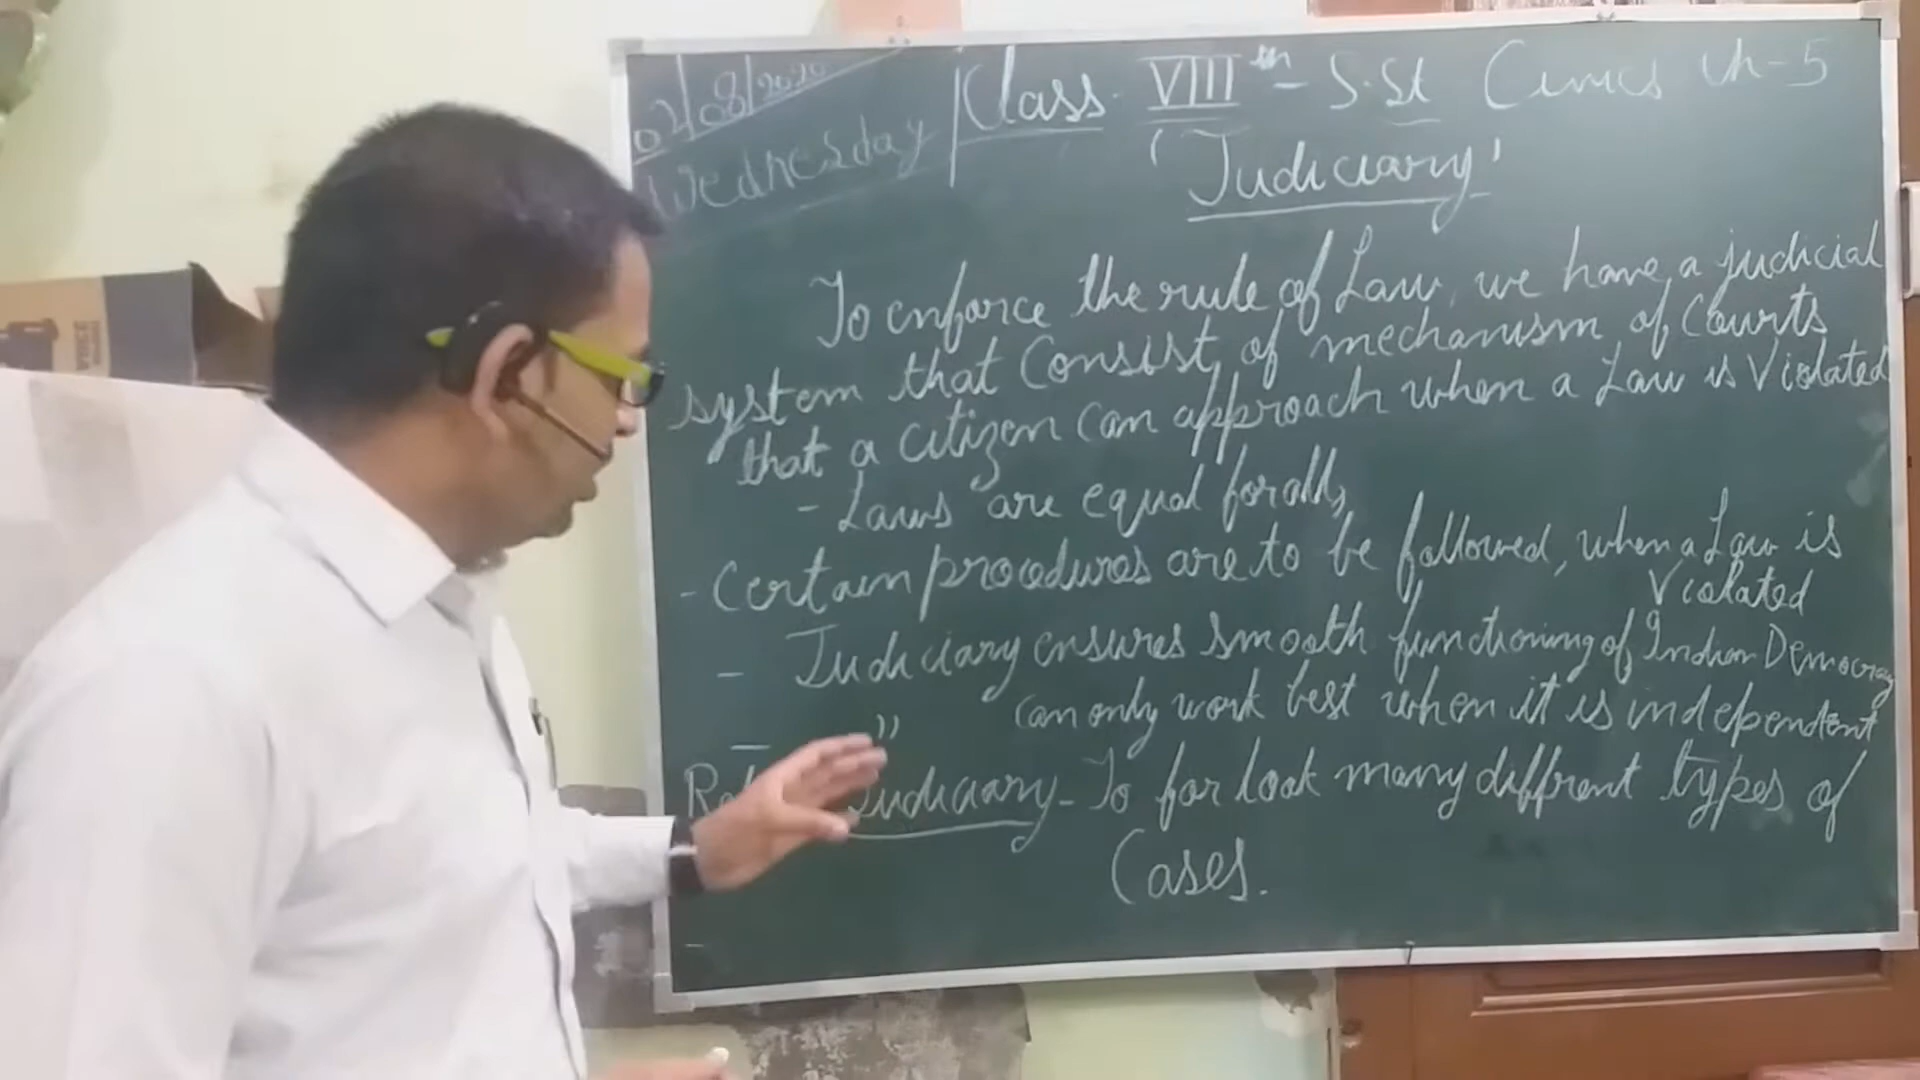 02/08/2020
Wednesday
Class VIII th - S.St Civics Ch-5
'Judiciary'
To enforce the rule of Law, we have a judicial
system that Consist of mechanism of Courts
that a citizen can approach when a Law is Violated
- Laws are equal for all,
- Certain procedures are to be followed, when a Law is
Violated
- Judiciary ensures smooth functioning of Indian Democracy
- " can only work best when it is independent
Judiciary - To for look many diffrent types of
Cases.